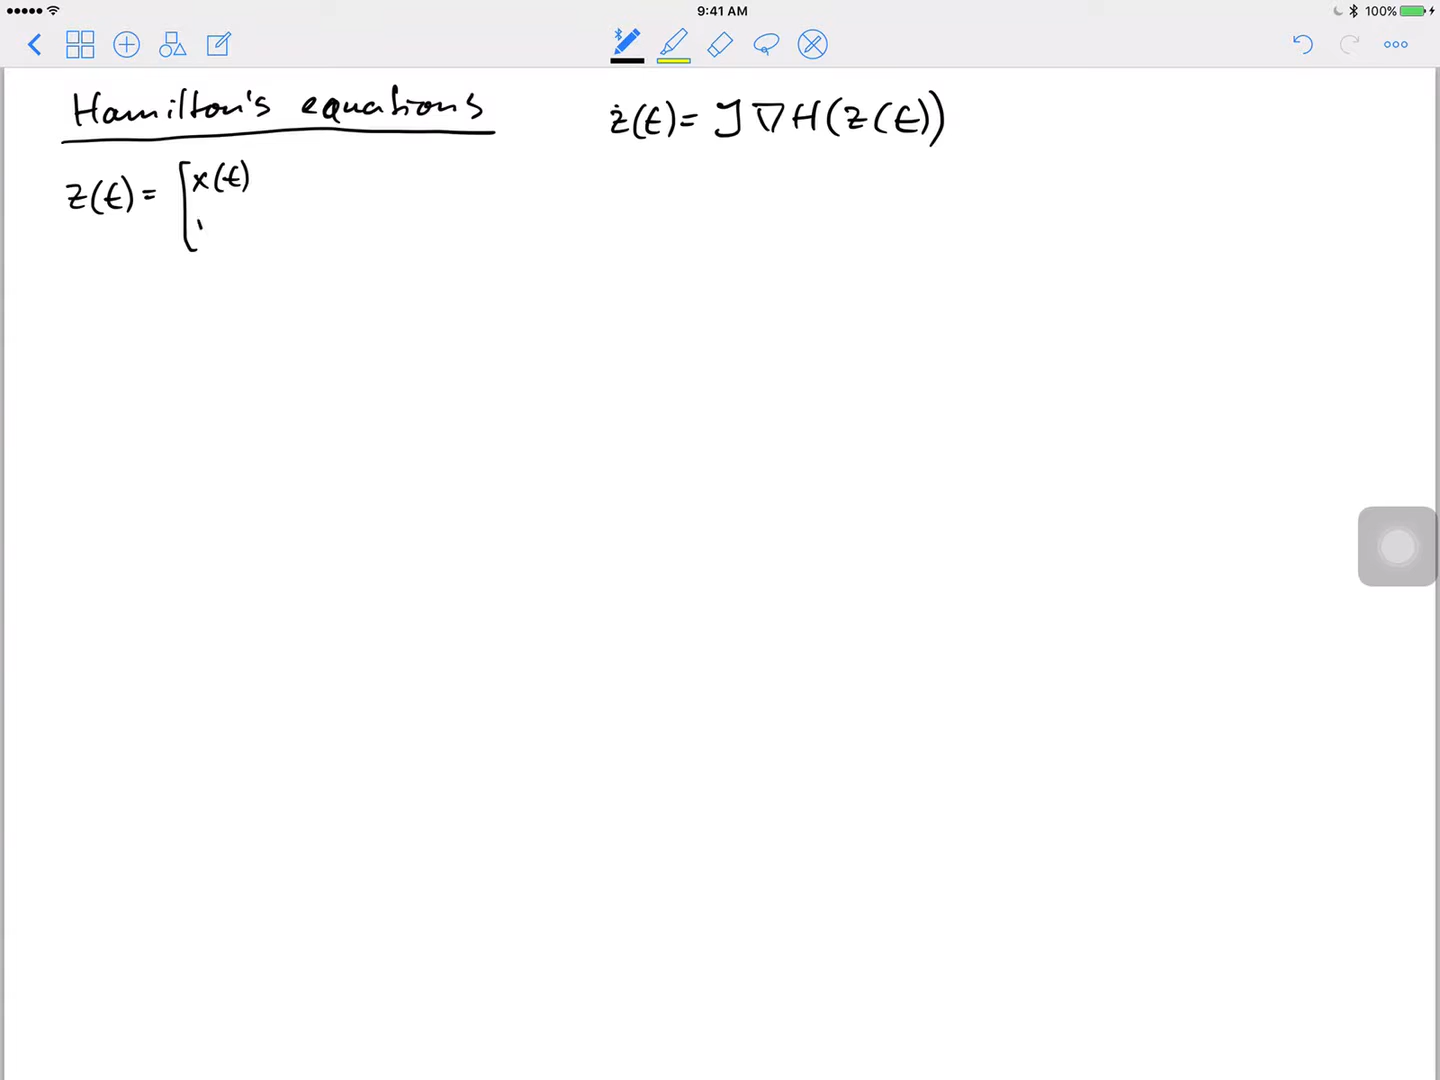 9:41 AM
100%
Hamilton's equations
ż(t) = J∇H(z(t))
z(t) = [x(t)